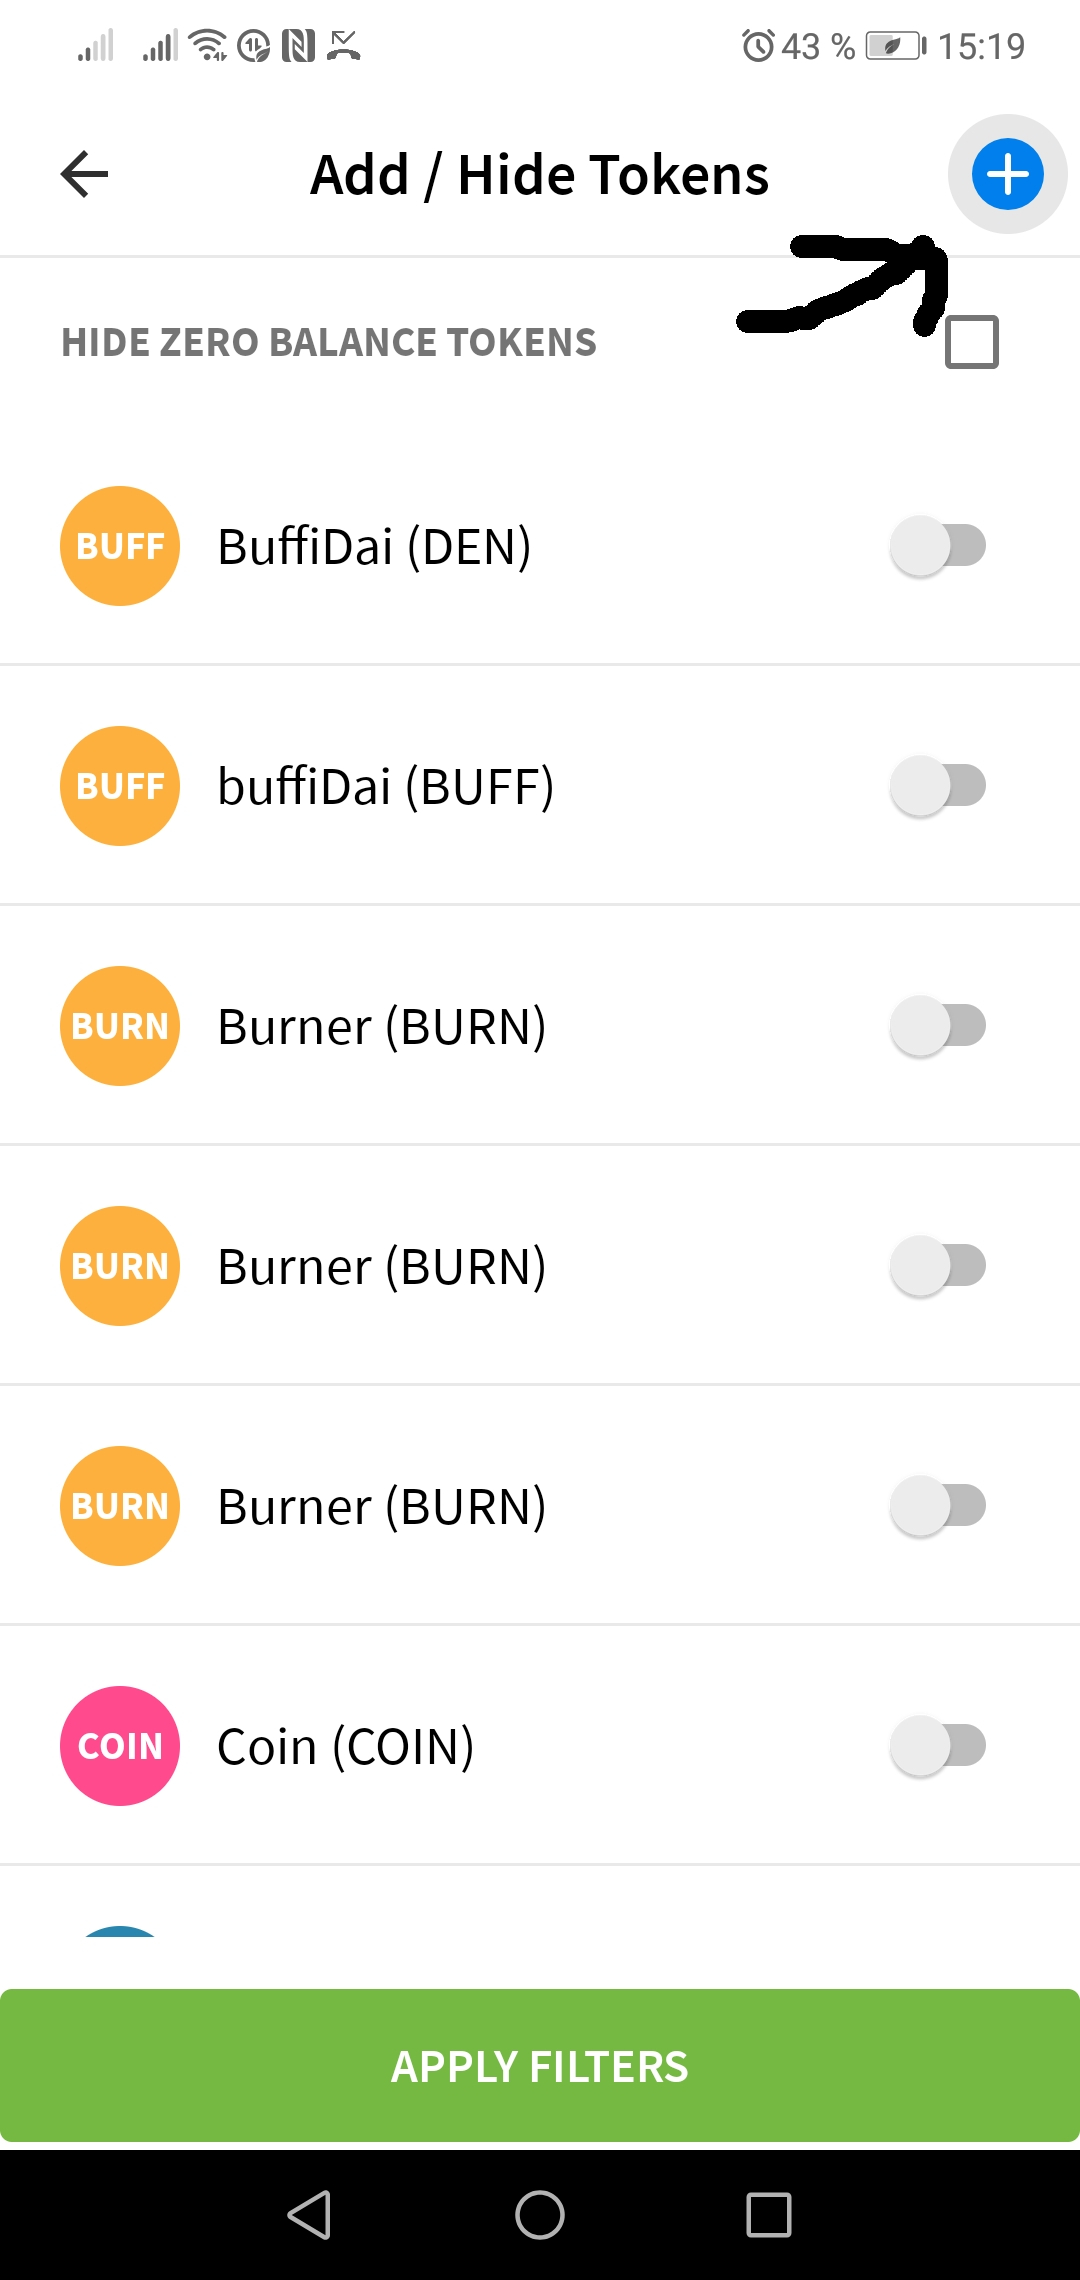 43 % 15:19
Add / Hide Tokens
HIDE ZERO BALANCE TOKENS
BUFF BuffiDai (DEN)
BUFF buffiDai (BUFF)
BURN Burner (BURN)
BURN Burner (BURN)
BURN Burner (BURN)
COIN Coin (COIN)
APPLY FILTERS